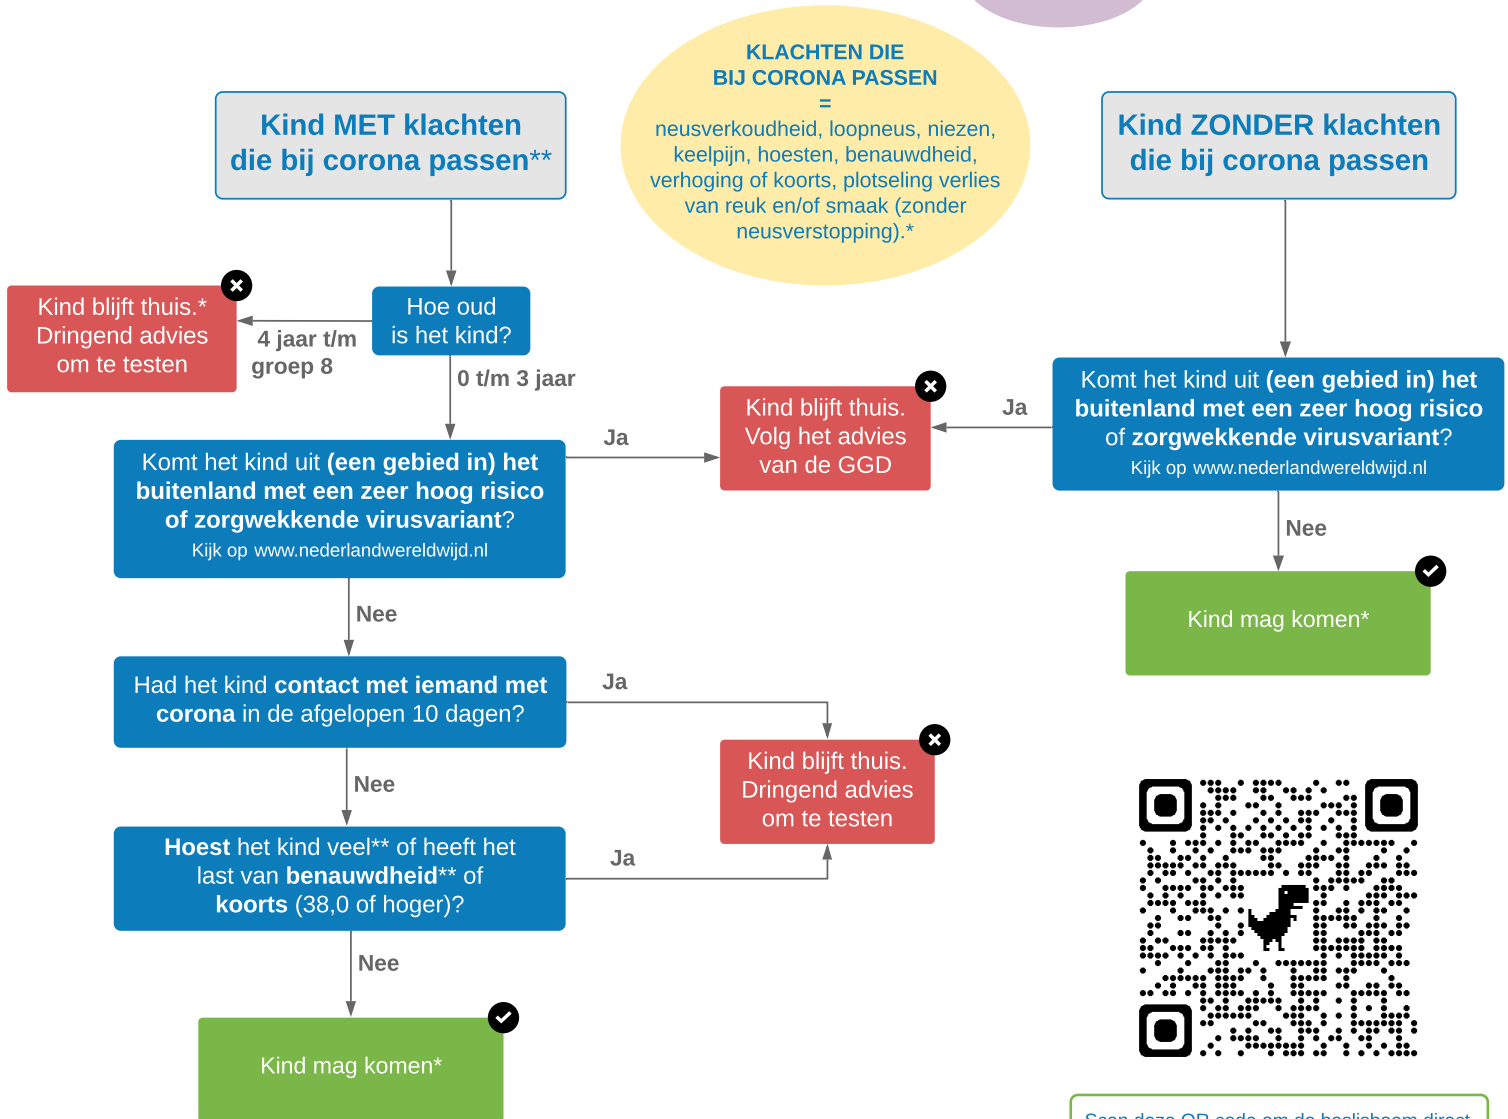 KLACHTEN DIE
BIJ CORONA PASSEN
=
neusverkoudheid, loopneus, niezen,
keelpijn, hoesten, benauwdheid,
verhoging of koorts, plotseling verlies
van reuk en/of smaak (zonder
neusverstopping).*
Kind MET klachten
die bij corona passen**
Kind ZONDER klachten
die bij corona passen
Hoe oud
is het kind?
4 jaar t/m
groep 8
Kind blijft thuis.*
Dringend advies
om te testen
0 t/m 3 jaar
Komt het kind uit (een gebied in) het
buitenland met een zeer hoog risico
of zorgwekkende virusvariant?
Kijk op www.nederlandwereldwijd.nl
Ja
Kind blijft thuis.
Volg het advies
van de GGD
Ja
Komt het kind uit (een gebied in) het
buitenland met een zeer hoog risico
of zorgwekkende virusvariant?
Kijk op www.nederlandwereldwijd.nl
Nee
Kind mag komen*
Nee
Had het kind contact met iemand met
corona in de afgelopen 10 dagen?
Ja
Kind blijft thuis.
Dringend advies
om te testen
Nee
Hoest het kind veel** of heeft het
last van benauwdheid** of
koorts (38,0 of hoger)?
Ja
Nee
Kind mag komen*
Scan deze QR code om de beslisboom direct